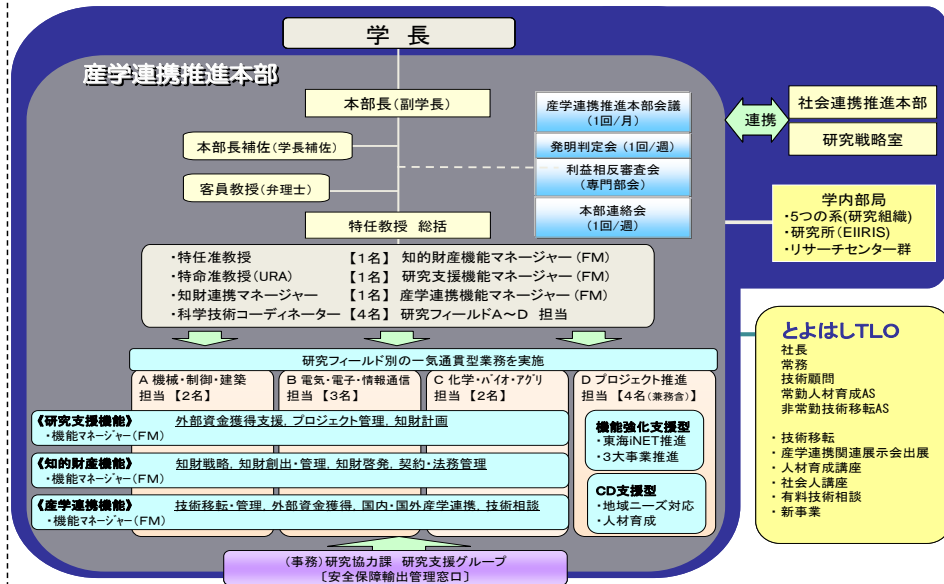 学 長
産学連携推進本部
本部長(副学長)
本部長補佐(学長補佐)
客員教授(弁理士)
特任教授 総括
産学連携推進本部会議
(1回/月)
発明判定会 (1回/週)
利益相反審査会
(専門部会)
本部連絡会
(1回/週)
連携
社会連携推進本部
研究戦略室
学内部局
・5つの系(研究組織)
・研究所(EIIRIS)
・リサーチセンター群
・特任准教授 【1名】 知的財産機能マネージャー(FM)
・特命准教授(URA) 【1名】 研究支援機能マネージャー(FM)
・知財連携マネージャー 【1名】 産学連携機能マネージャー(FM)
・科学技術コーディネーター 【4名】 研究フィールドA~D 担当
研究フィールド別の一気通貫型業務を実施
A 機械・制御・建築
担当 【2名】
B 電気・電子・情報通信
担当 【3名】
C 化学・バイオ・アグリ
担当 【2名】
D プロジェクト推進
担当 【4名(兼務含)】
《研究支援機能》 外部資金獲得支援, プロジェクト管理, 知財計画
・機能マネージャー(FM)
《知的財産機能》 知財戦略, 知財創出・管理, 知財啓発, 契約・法務管理
・機能マネージャー(FM)
《産学連携機能》 技術移転・管理, 外部資金獲得, 国内・国外産学連携, 技術相談
・機能マネージャー(FM)
機能強化支援型
・東海iNET推進
・3大事業推進
CD支援型
・地域ニーズ対応
・人材育成
(事務)研究協力課 研究支援グループ
〔安全保障輸出管理窓口〕
とよはしTLO
社長
常務
技術顧問
常勤人材育成AS
非常勤技術移転AS
・技術移転
・産学連携関連展示会出展
・人材育成講座
・社会人講座
・有料技術相談
・新事業